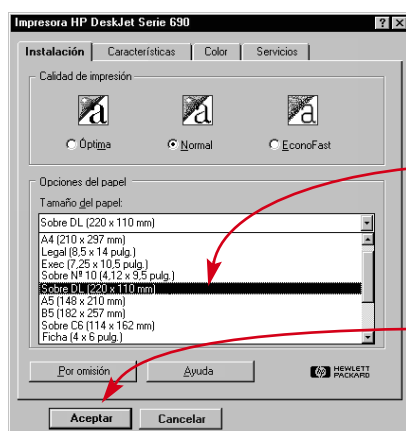 Impresora HP DeskJet Serie 690
Instalación Características Color Servicios
Calidad de impresión
Óptima Normal EconoFast
Opciones del papel
Tamaño del papel:
Sobre DL (220 x 110 mm)
A4 (210 x 297 mm)
Legal (8,5 x 14 pulg.)
Exec (7,25 x 10,5 pulg.)
Sobre Nº 10 (4,12 x 9,5 pulg.)
Sobre DL (220 x 110 mm)
A5 (148 x 210 mm)
B5 (182 x 257 mm)
Sobre C6 (114 x 162 mm)
Ficha (4 x 6 pulg.)
Por omisión Ayuda hp HEWLETT
PACKARD
Aceptar Cancelar